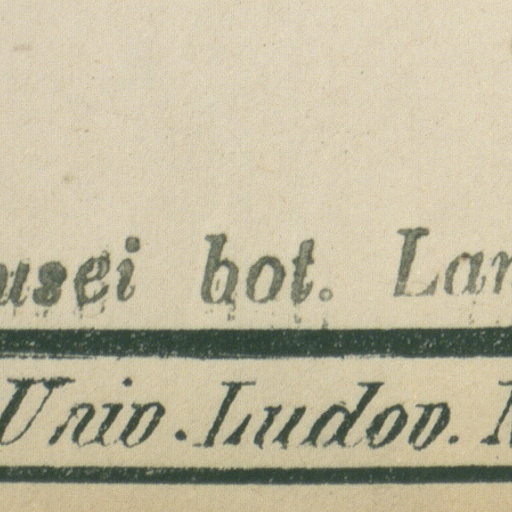 usei bot. Lan
Univ. Ludov.